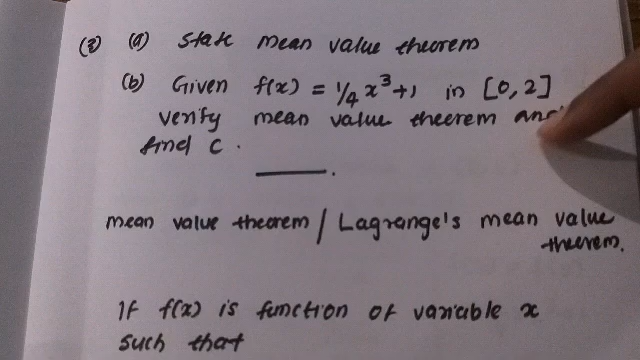 (3) (a) State mean value theorem
(b) Given f(x) = 1/4 x³+1 in [0,2]
verify mean value theorem and
find c.
mean value theorem / Lagrange's mean value
theorem.
If f(x) is function of variable x
such that